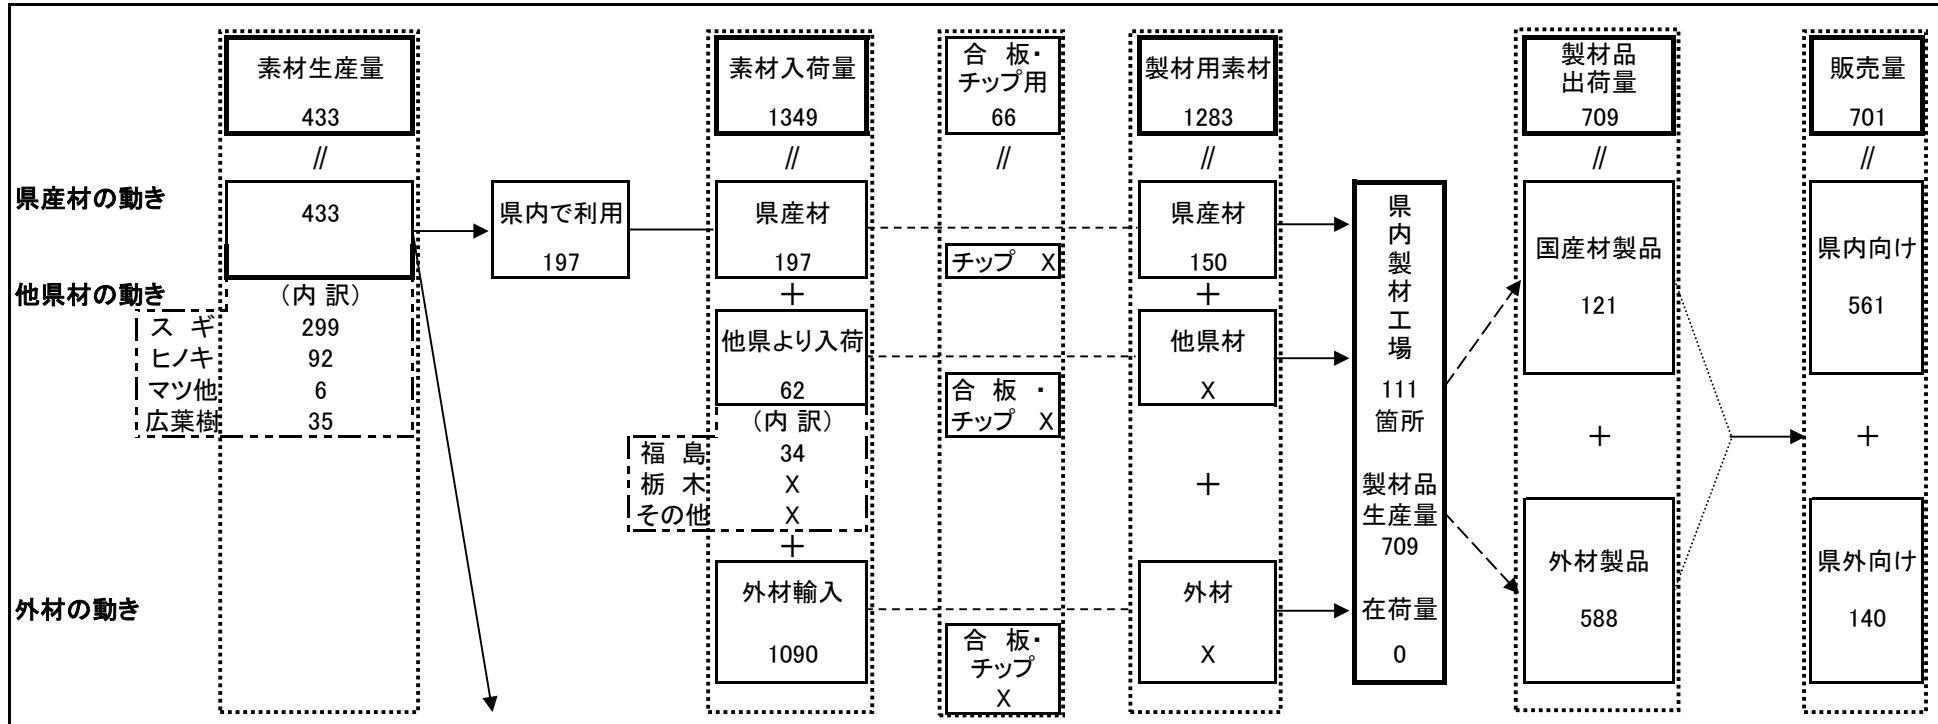 素材生産量
433
//
433
（内 訳）
スギ 299
ヒノキ 92
マツ他 6
広葉樹 35
県産材の動き
他県材の動き
外材の動き
県内で利用
197
素材入荷量
1349
//
県産材
197
＋
他県より入荷
62
（内 訳）
福 島 34
栃 木 X
その他 X
＋
外材輸入
1090
合 板・
チップ用
66
//
チップ X
合 板 ・
チップ X
合 板・
チップ
X
製材用素材
1283
//
県産材
150
＋
他県材
X
＋
外材
X
県内製材工場
111
箇所
製材品
生産量
709
在荷量
0
製材品
出荷量
709
//
国産材製品
121
＋
外材製品
588
販売量
701
//
県内向け
561
＋
県外向け
140